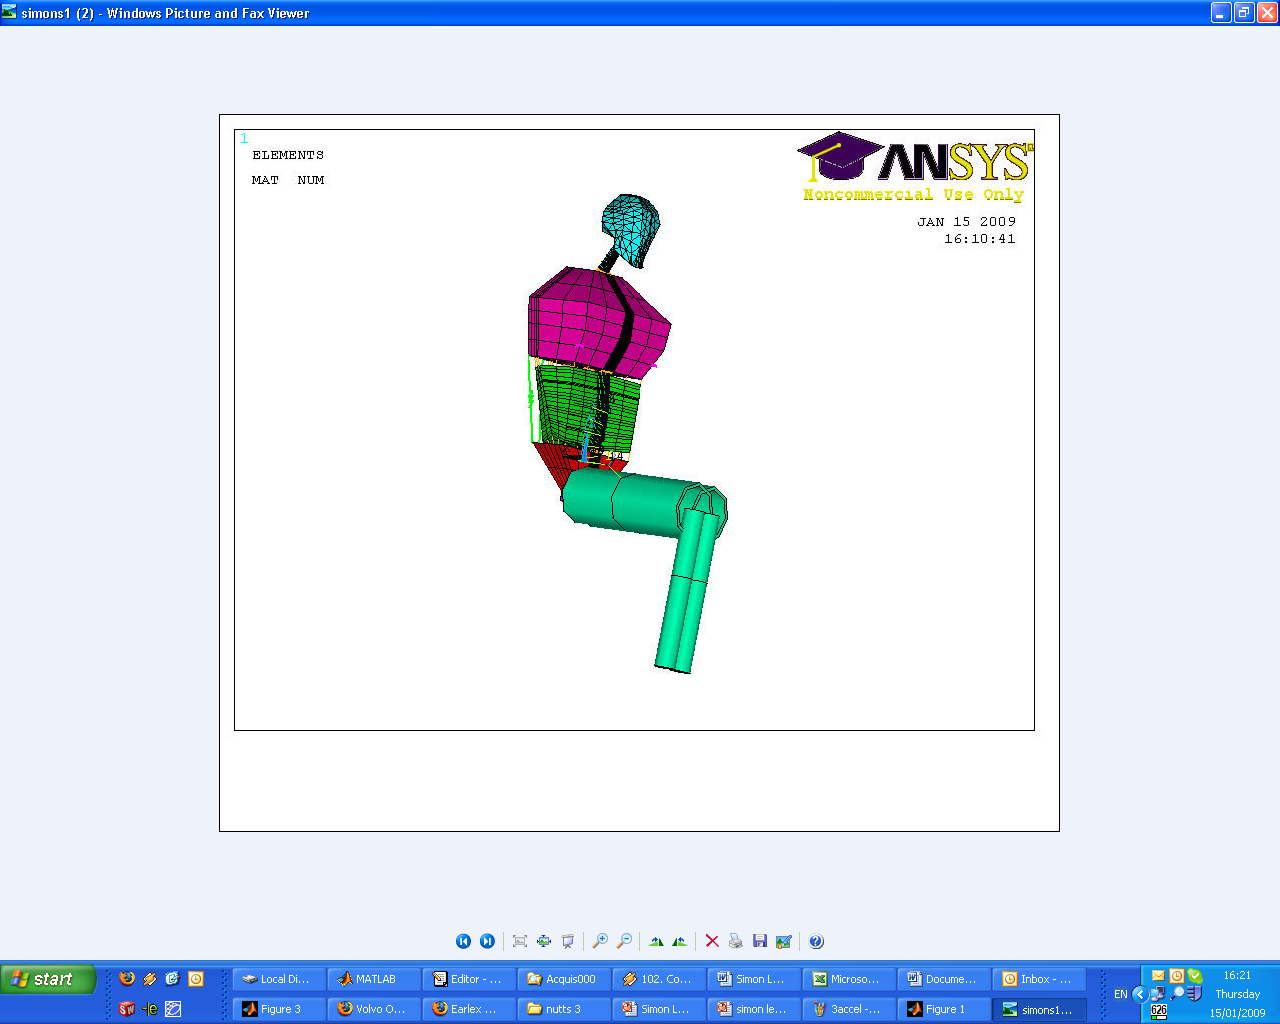 simons1 (2) - Windows Picture and Fax Viewer
1
ELEMENTS
MAT NUM
ANSYS
Noncommercial Use Only
JAN 15 2009
16:10:41
start
Local Di...
MATLAB
Editor - ...
Acquis000
102. Co...
Simon L...
Microso...
Docume...
Inbox - ...
EN
16:21
Thursday
15/01/2009
Figure 3
Volvo O...
Earlex ...
nutts 3
Simon L...
simon le...
3accel -...
Figure 1
simons1...
626